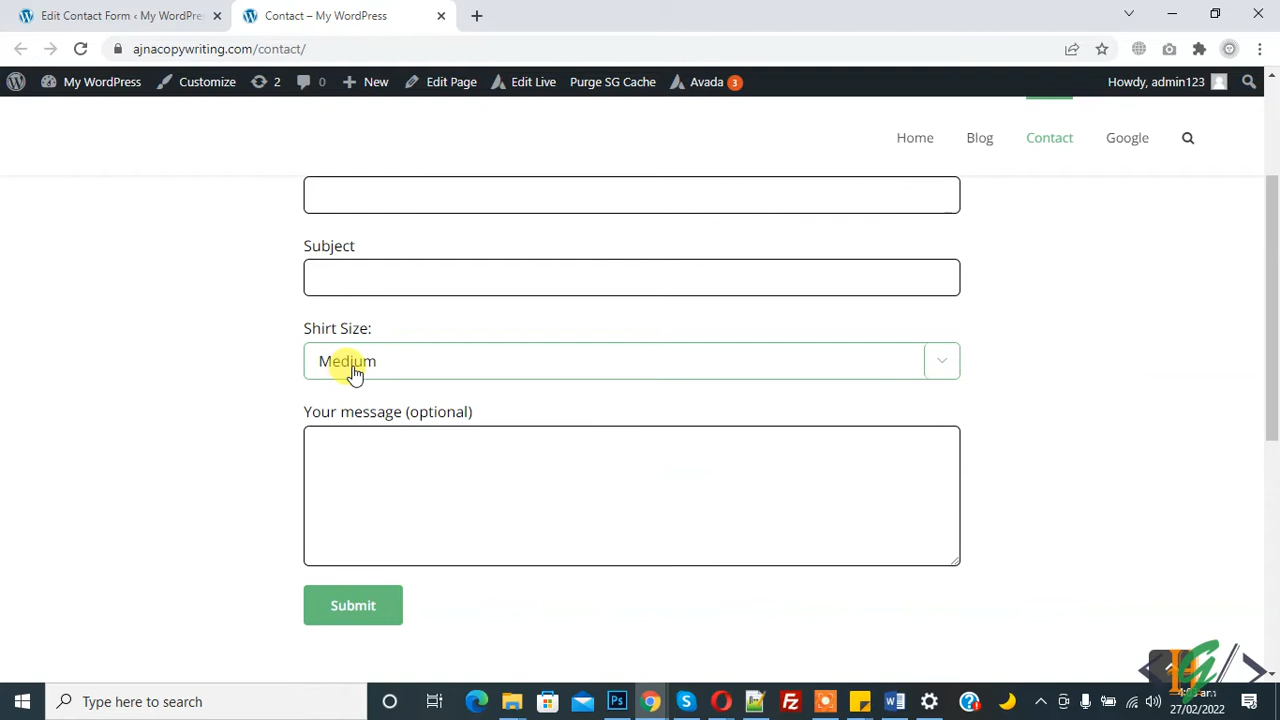 Edit Contact Form ‹ My WordPres
Contact – My WordPress
ajnacopywriting.com/contact/
My WordPress Customize 2 0 New Edit Page Edit Live Purge SG Cache Avada 3 Howdy, admin123
Home Blog Contact Google
Subject
Shirt Size:
Medium
Your message (optional)
Submit
Type here to search
27/02/2022